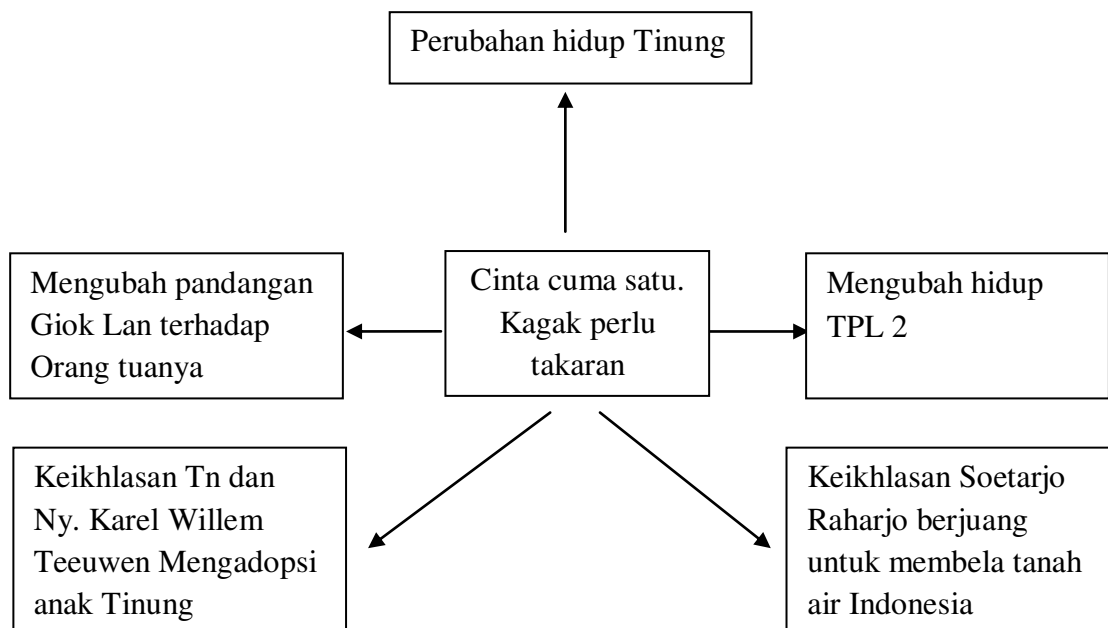 Perubahan hidup Tinung
Mengubah pandangan
Giok Lan terhadap
Orang tuanya
Cinta cuma satu.
Kagak perlu
takaran
Mengubah hidup
TPL 2
Keikhlasan Tn dan
Ny. Karel Willem
Teeuwen Mengadopsi
anak Tinung
Keikhlasan Soetarjo
Raharjo berjuang
untuk membela tanah
air Indonesia